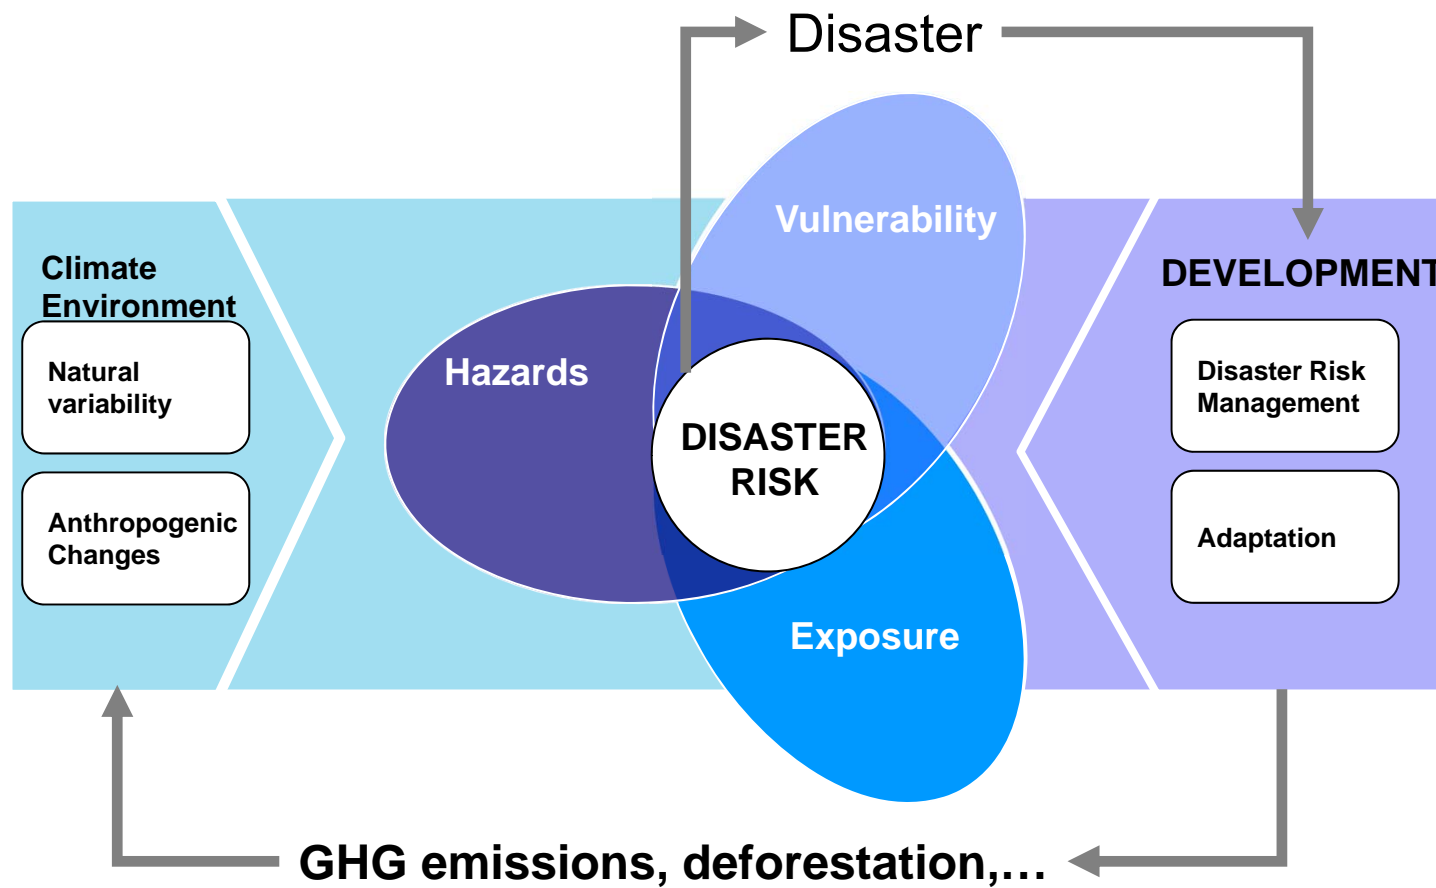 Disaster
Vulnerability
Climate
Environment
DEVELOPMENT
Natural
variability
Hazards
Disaster Risk
Management
DISASTER
RISK
Anthropogenic
Changes
Adaptation
Exposure
GHG emissions, deforestation,…